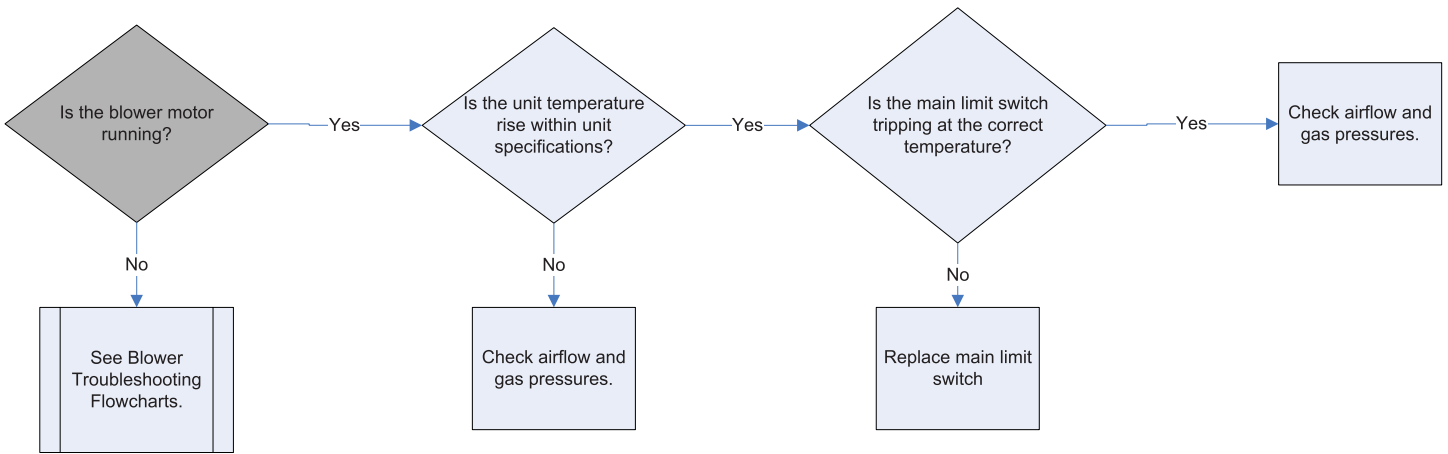 Is the blower motor
running?
Yes
No
See Blower
Troubleshooting
Flowcharts.
Is the unit temperature
rise within unit
specifications?
Yes
No
Check airflow and
gas pressures.
Is the main limit switch
tripping at the correct
temperature?
Yes
No
Replace main limit
switch
Check airflow and
gas pressures.